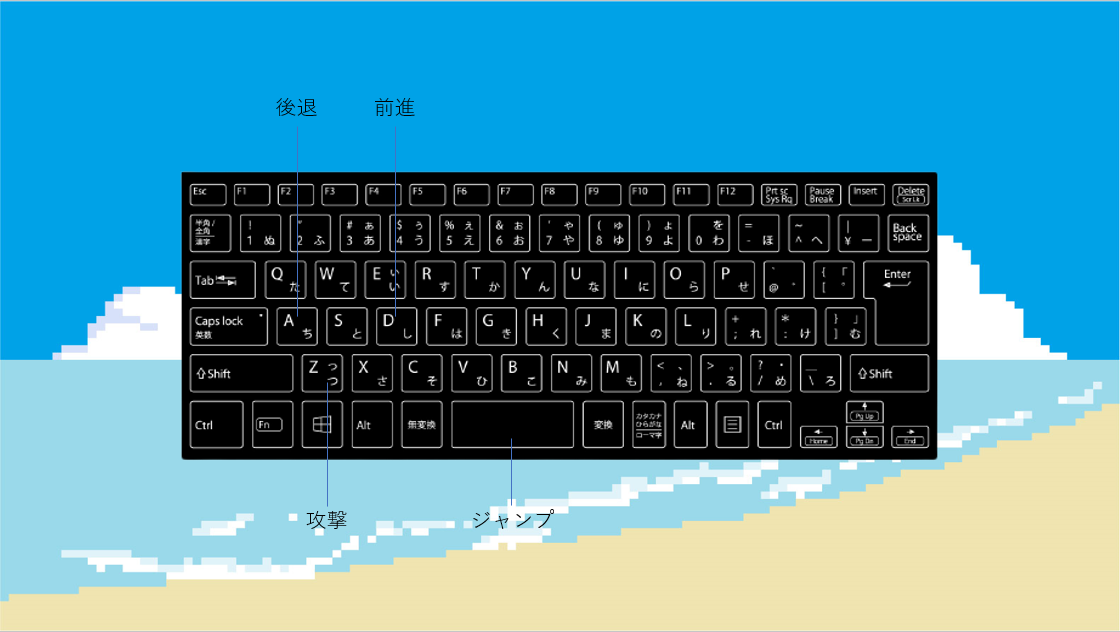 後退 前進
Esc F1 F2 F3 F4 F5 F6 F7 F8 F9 F10 F11 F12 Prt sc Sys Rq Pause Break Insert Delete Scr Lk
半角/全角 漢字 ! 1 ぬ " 2 ふ # ぁ 3 あ $ ぅ 4 う % ぇ 5 え & ぉ 6 お ' ゃ 7 や ( ゅ 8 ゆ ) ょ 9 よ を 0 わ = - ほ ~ ^ へ | ¥ ー Back space
Tab Q た W て E ぃ い R す T か Y ん U な I に O ら P せ ` @ ゛ { 「 [ ゜ Enter
Caps lock 英数 A ち S と D し F は G き H く J ま K の L り + ; れ * : け } 」 ] む
Shift Z っ つ X さ C そ V ひ B こ N み M も < 、 , ね > 。 . る ? ・ / め _ \ ろ Shift
Ctrl Fn Alt 無変換 変換 カタカナ ひらがな ローマ字 Alt Ctrl Home Pg Up Pg Dn End
攻撃 ジャンプ